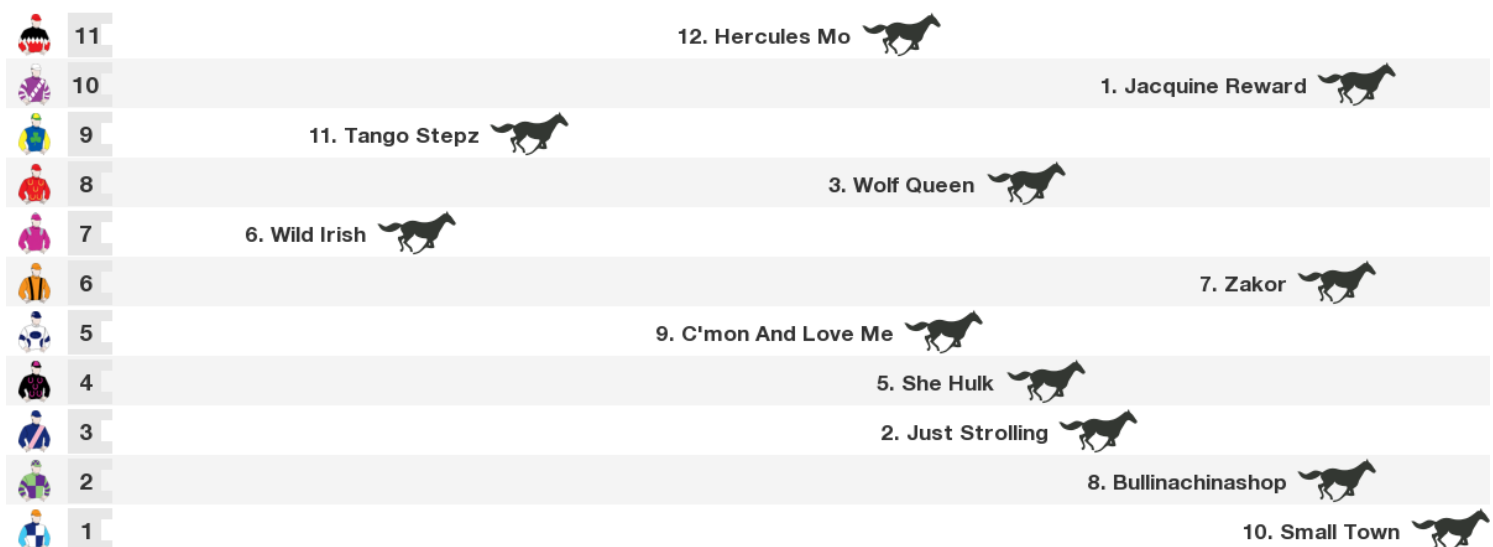 11 12. Hercules Mo
10 1. Jacquine Reward
9 11. Tango Stepz
8 3. Wolf Queen
7 6. Wild Irish
6 7. Zakor
5 9. C'mon And Love Me
4 5. She Hulk
3 2. Just Strolling
2 8. Bullinachinashop
1 10. Small Town